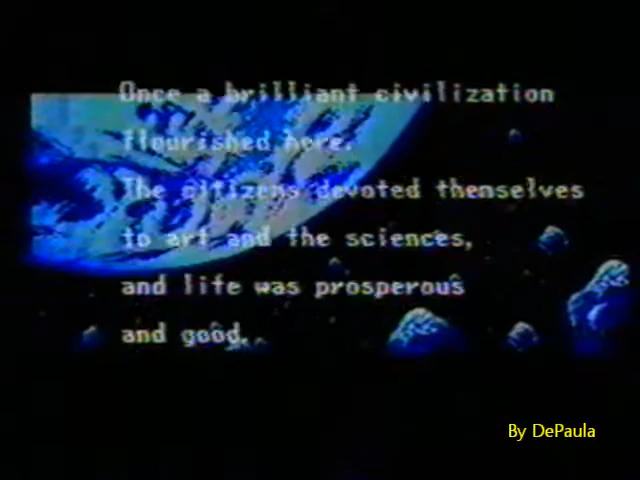 Once a brilliant civilization
flourished here.
The citizens devoted themselves
to art and the sciences,
and life was prosperous
and good.
By DePaula